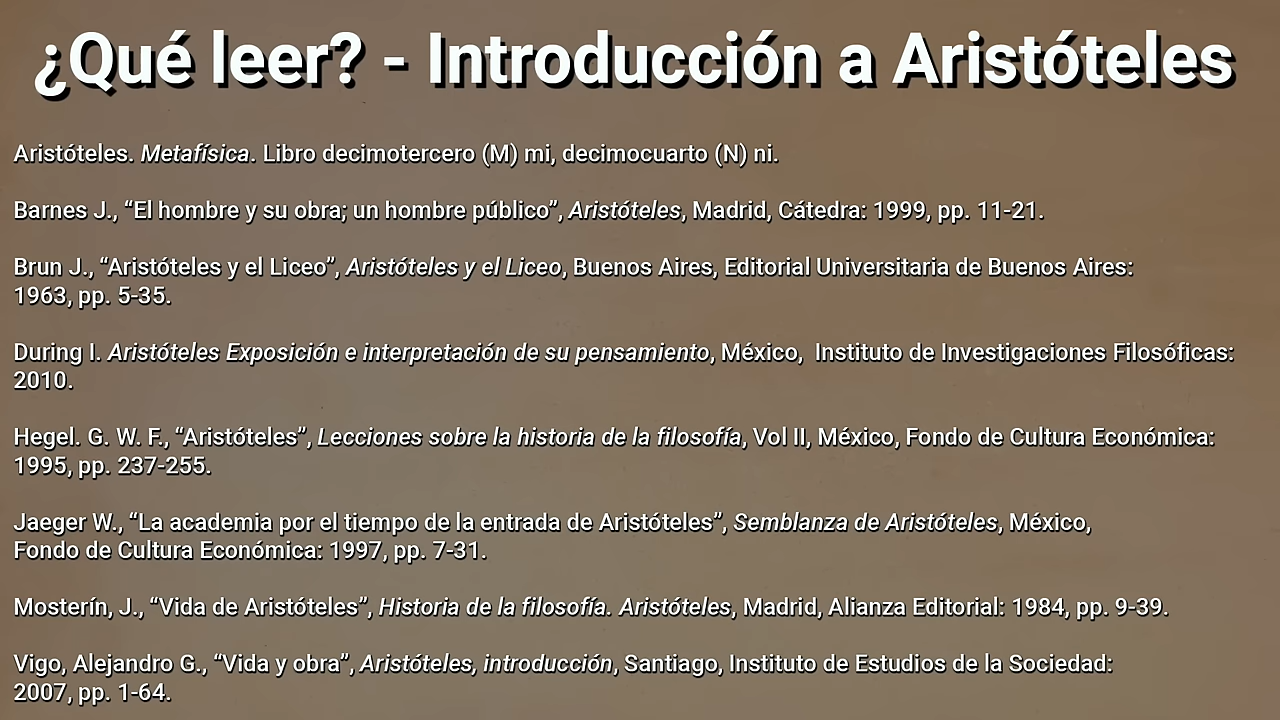 ¿Qué leer? - Introducción a Aristóteles
Aristóteles. Metafísica. Libro decimotercero (M) mi, decimocuarto (N) ni.
Barnes J., “El hombre y su obra; un hombre público”, Aristóteles, Madrid, Cátedra: 1999, pp. 11-21.
Brun J., “Aristóteles y el Liceo”, Aristóteles y el Liceo, Buenos Aires, Editorial Universitaria de Buenos Aires:
1963, pp. 5-35.
During I. Aristóteles Exposición e interpretación de su pensamiento, México,  Instituto de Investigaciones Filosóficas:
2010.
Hegel. G. W. F., “Aristóteles”, Lecciones sobre la historia de la filosofía, Vol II, México, Fondo de Cultura Económica:
1995, pp. 237-255.
Jaeger W., “La academia por el tiempo de la entrada de Aristóteles”, Semblanza de Aristóteles, México,
Fondo de Cultura Económica: 1997, pp. 7-31.
Mosterín, J., “Vida de Aristóteles”, Historia de la filosofía. Aristóteles, Madrid, Alianza Editorial: 1984, pp. 9-39.
Vigo, Alejandro G., “Vida y obra”, Aristóteles, introducción, Santiago, Instituto de Estudios de la Sociedad:
2007, pp. 1-64.